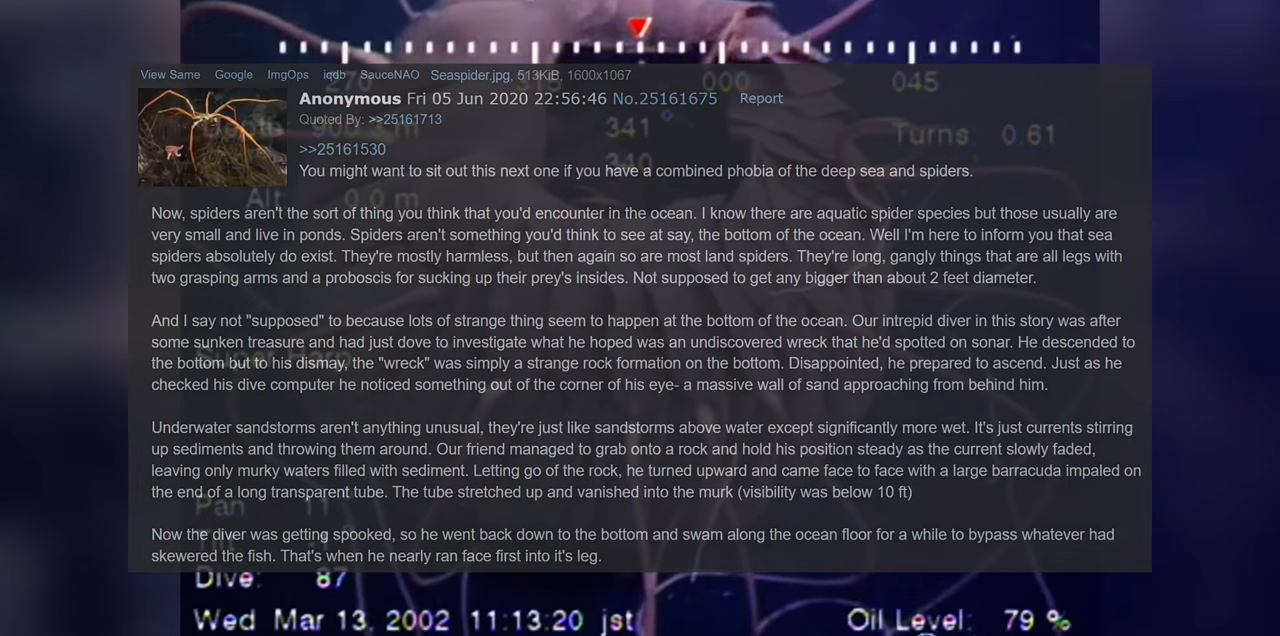 270
315
000
045
View Same Google ImgOps iqdb SauceNAO Seaspider.jpg, 513KiB, 1600x1067
Anonymous Fri 05 Jun 2020 22:56:46 No.25161675 Report
Quoted By: >>25161713
341
Turns: 0.61
>>25161530
340
You might want to sit out this next one if you have a combined phobia of the deep sea and spiders.
Alt: 0.0 m
Now, spiders aren't the sort of thing you think that you'd encounter in the ocean. I know there are aquatic spider species but those usually are
very small and live in ponds. Spiders aren't something you'd think to see at say, the bottom of the ocean. Well I'm here to inform you that sea
spiders absolutely do exist. They're mostly harmless, but then again so are most land spiders. They're long, gangly things that are all legs with
two grasping arms and a proboscis for sucking up their prey's insides. Not supposed to get any bigger than about 2 feet diameter.
And I say not "supposed" to because lots of strange thing seem to happen at the bottom of the ocean. Our intrepid diver in this story was after
some sunken treasure and had just dove to investigate what he hoped was an undiscovered wreck that he'd spotted on sonar. He descended to
the bottom but to his dismay, the "wreck" was simply a strange rock formation on the bottom. Disappointed, he prepared to ascend. Just as he
checked his dive computer he noticed something out of the corner of his eye- a massive wall of sand approaching from behind him.
Underwater sandstorms aren't anything unusual, they're just like sandstorms above water except significantly more wet. It's just currents stirring
up sediments and throwing them around. Our friend managed to grab onto a rock and hold his position steady as the current slowly faded,
leaving only murky waters filled with sediment. Letting go of the rock, he turned upward and came face to face with a large barracuda impaled on
the end of a long transparent tube. The tube stretched up and vanished into the murk (visibility was below 10 ft)
Pan 11
Now the diver was getting spooked, so he went back down to the bottom and swam along the ocean floor for a while to bypass whatever had
skewered the fish. That's when he nearly ran face first into it's leg.
Dive: 87
Wed Mar 13, 2002 11:13:20 jst Oil Level: 79 %